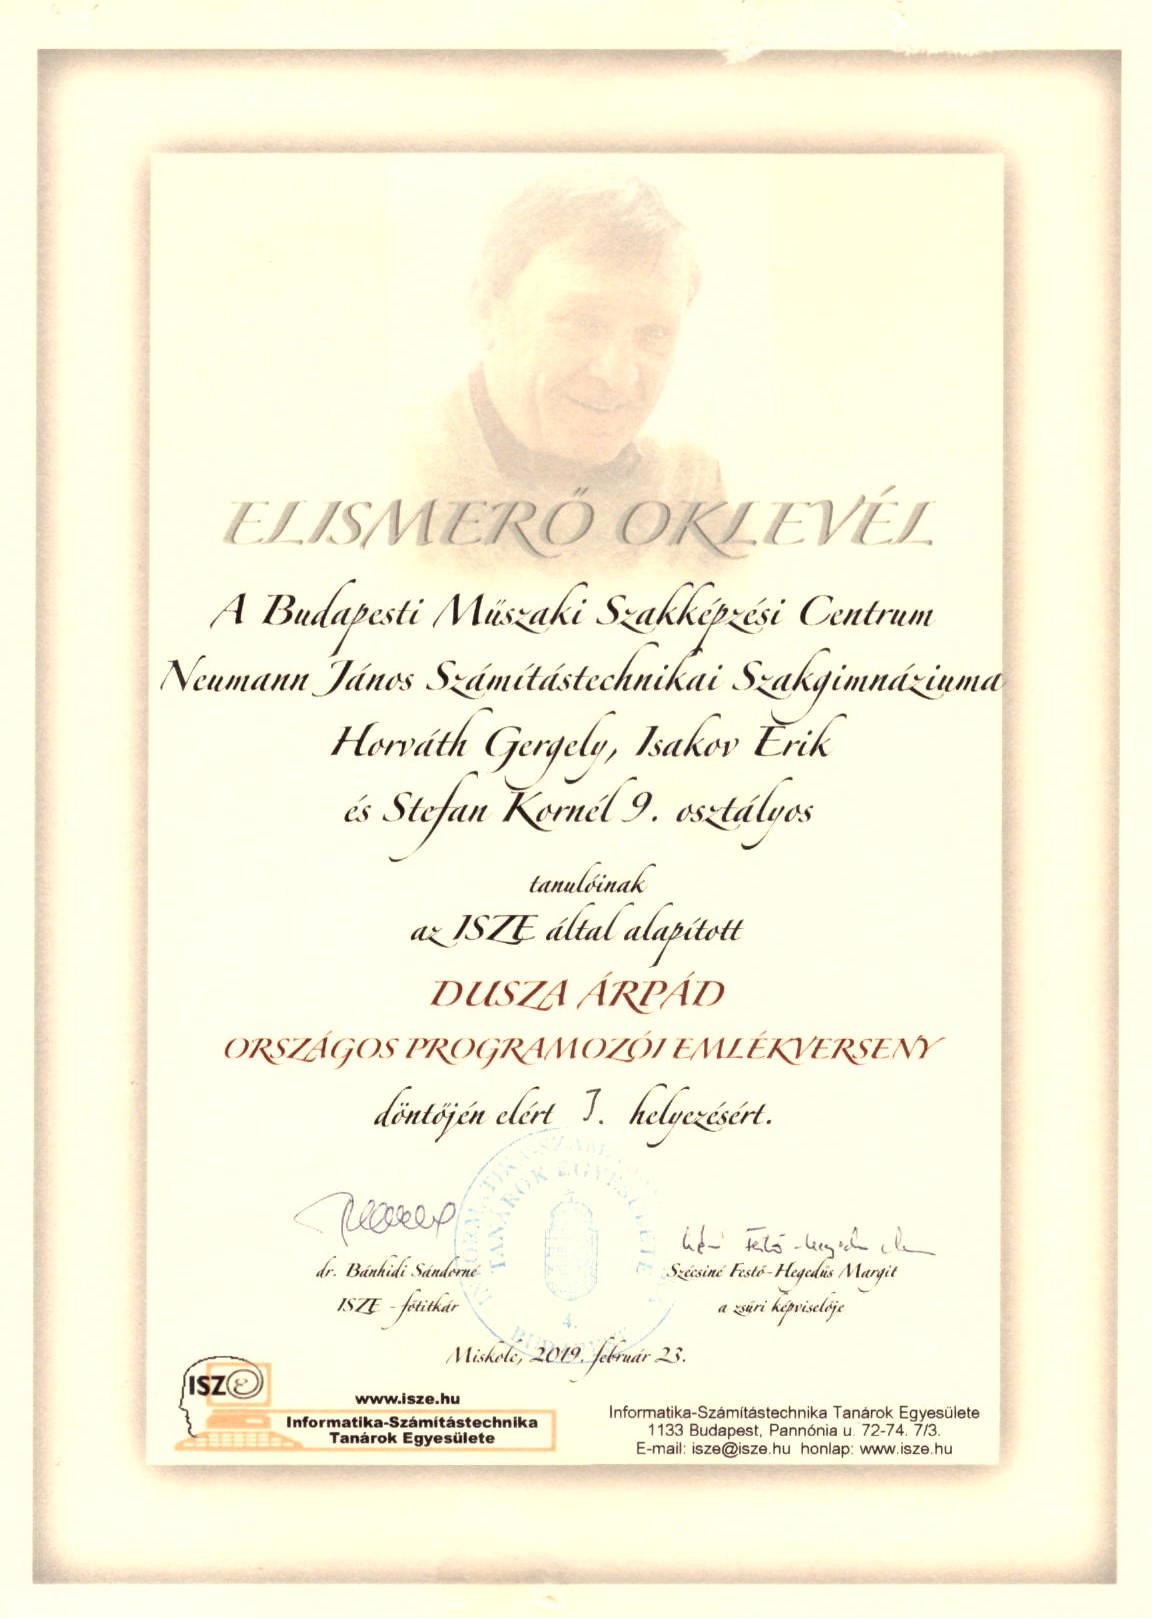 ELISMERŐ OKLEVÉL
A Budapesti Műszaki Szakképzési Centrum
Neumann János Számítástechnikai Szakgimnáziuma
Horváth Gergely, Isakov Erik
és Stefan Kornél 9. osztályos
tanulóinak
az ISZE által alapított
DUSZA ÁRPÁD
ORSZÁGOS PROGRAMOZÓI EMLÉKVERSENY
döntőjén elért I. helyezésért.
TANÁROK EGYESÜLETE
4.
BUDAPEST
dr. Bánhidi Sándorné
ISZE - főtitkár
Szécsiné Festő-Hegedűs Margit
a zsűri képviselője
Miskolc, 2019. február 23.
ISZE
www.isze.hu
Informatika-Számítástechnika
Tanárok Egyesülete
Informatika-Számítástechnika Tanárok Egyesülete
1133 Budapest, Pannónia u. 72-74. 7/3.
E-mail: isze@isze.hu honlap: www.isze.hu